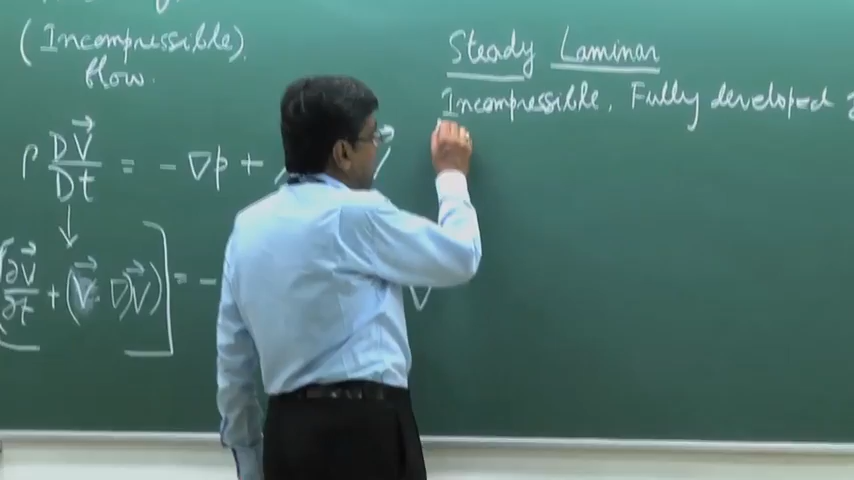 (Incompressible)
flow.
ρ DV⃗/Dt = - ∇p +
[∂V⃗/∂t + (V⃗·∇)V⃗] = -
Steady Laminar
Incompressible, Fully developed